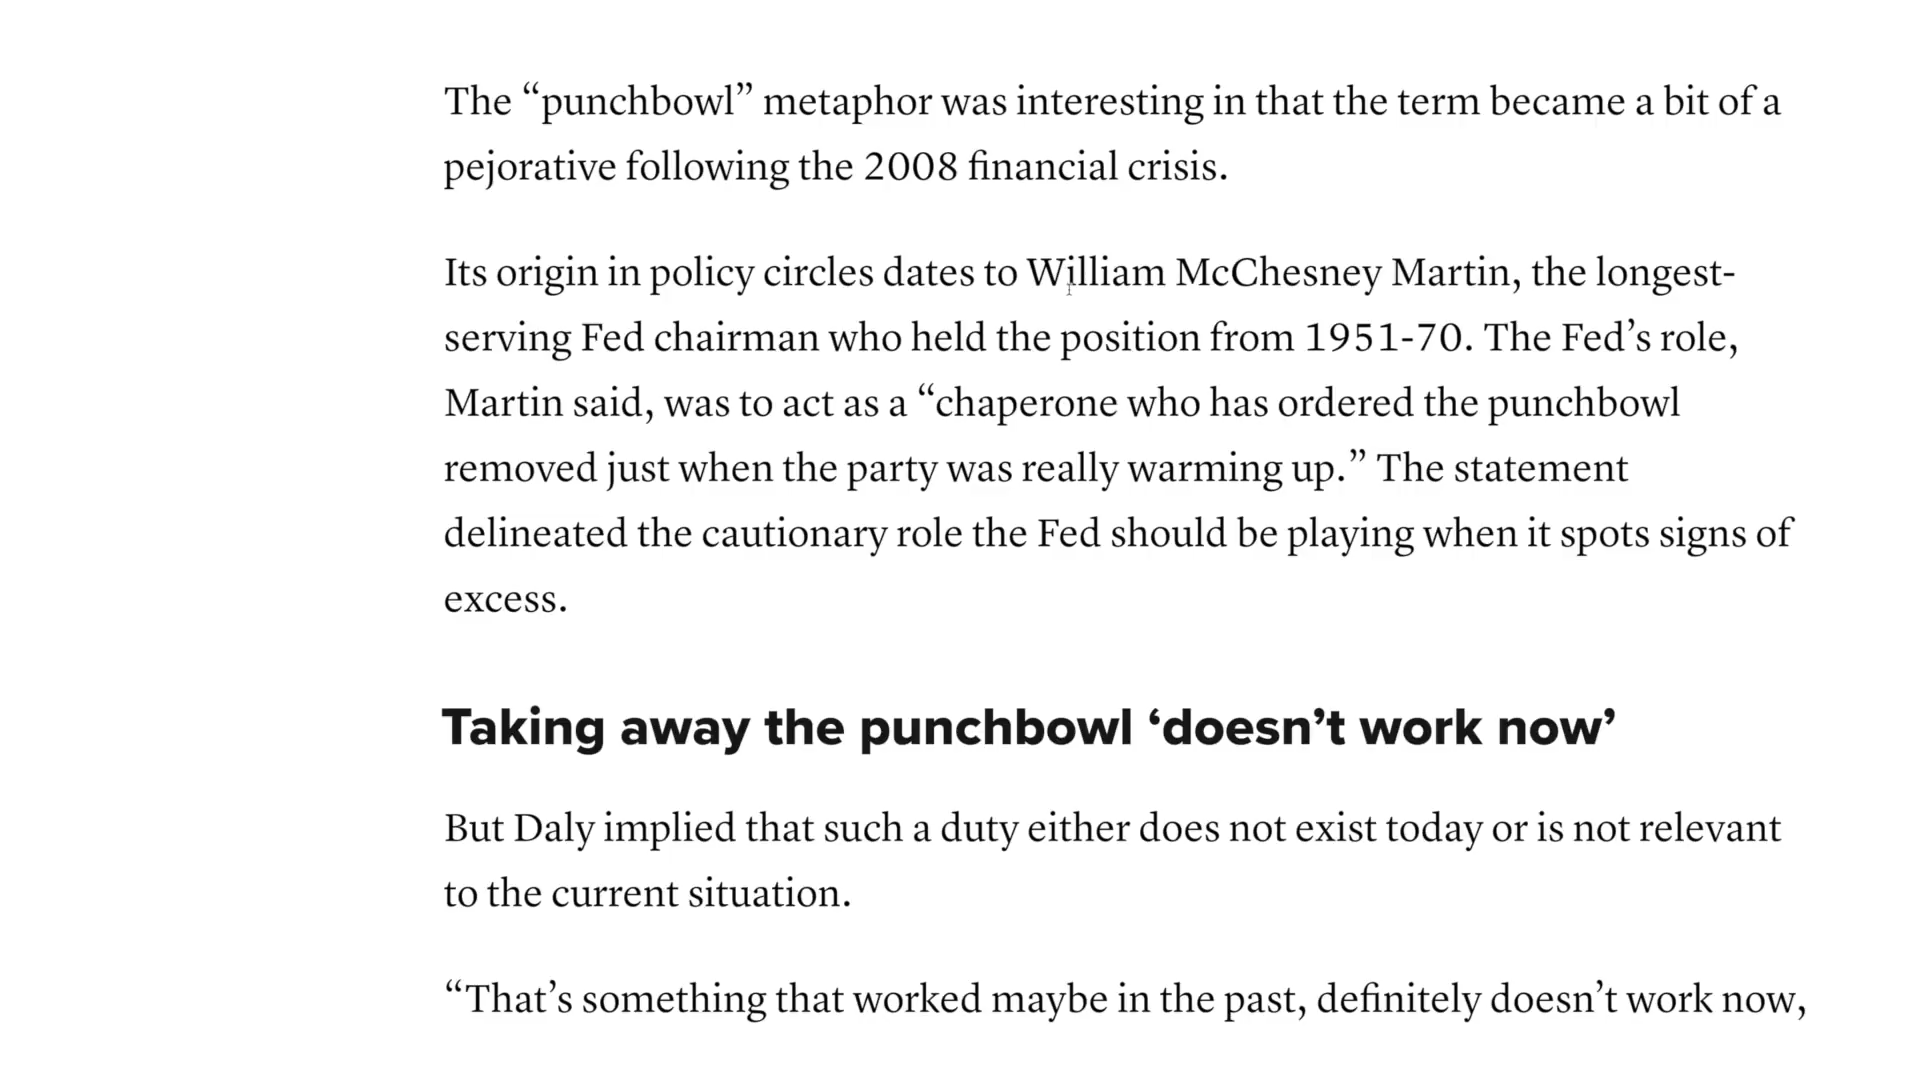 The “punchbowl” metaphor was interesting in that the term became a bit of a
pejorative following the 2008 financial crisis.
Its origin in policy circles dates to William McChesney Martin, the longest-
serving Fed chairman who held the position from 1951-70. The Fed’s role,
Martin said, was to act as a “chaperone who has ordered the punchbowl
removed just when the party was really warming up.” The statement
delineated the cautionary role the Fed should be playing when it spots signs of
excess.
Taking away the punchbowl ‘doesn’t work now’
But Daly implied that such a duty either does not exist today or is not relevant
to the current situation.
“That’s something that worked maybe in the past, definitely doesn’t work now,